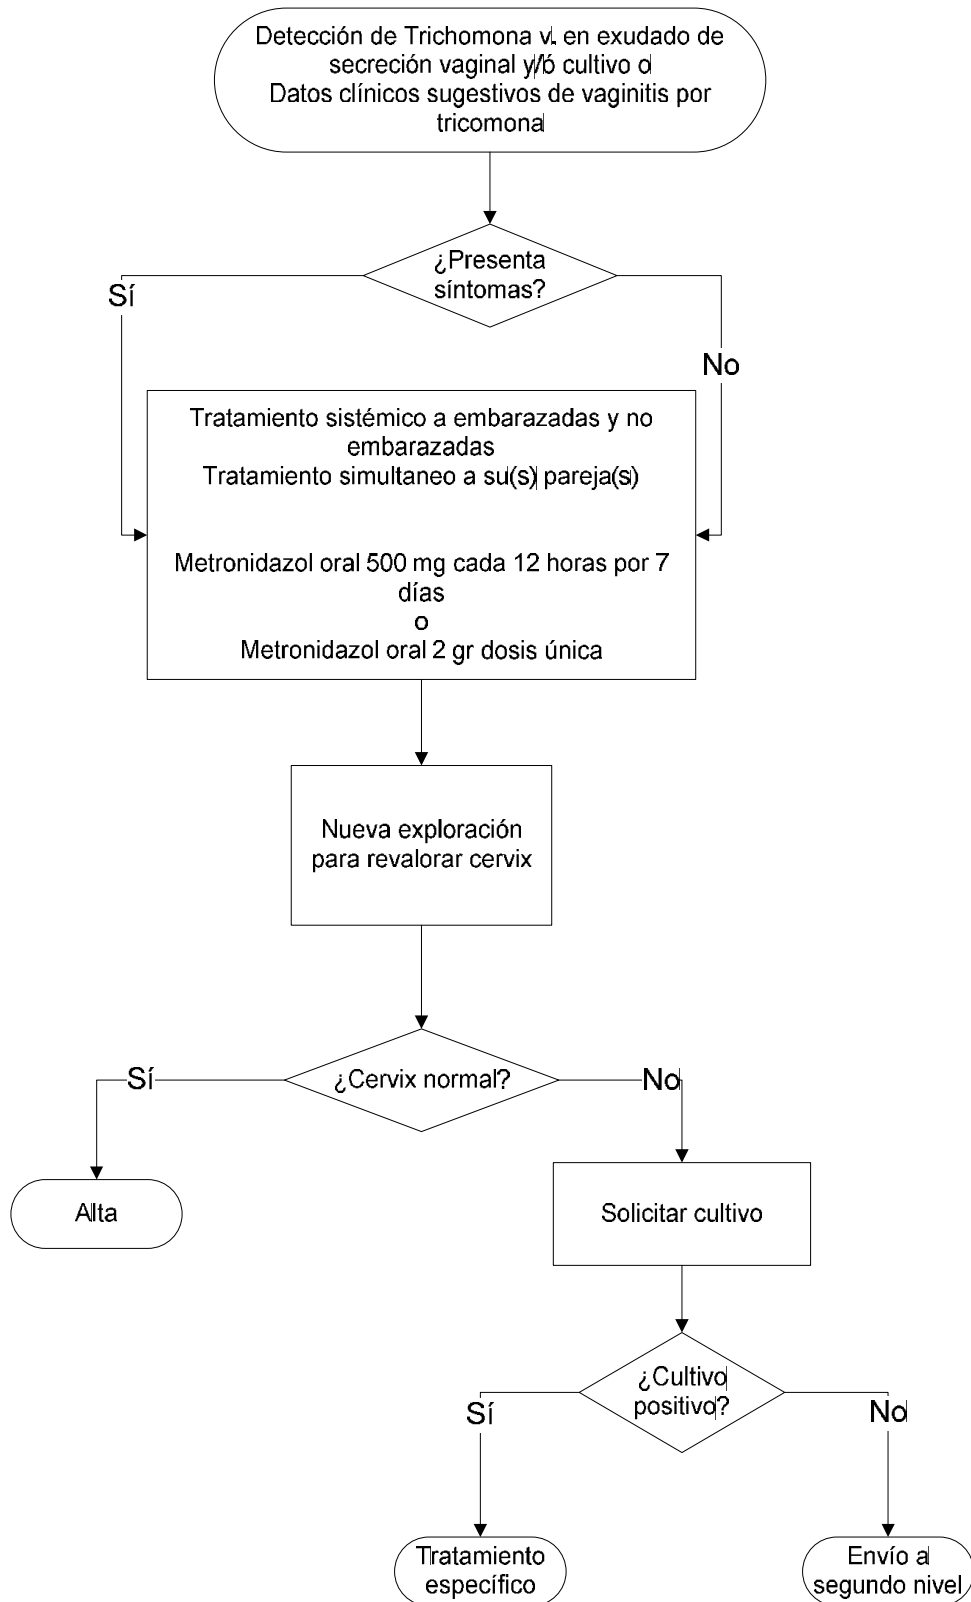 Detección de Trichomona v. en exudado de
secreción vaginal y/ó cultivo o
Datos clínicos sugestivos de vaginitis por
tricomona
¿Presenta
síntomas?
Sí
No
Tratamiento sistémico a embarazadas y no
embarazadas
Tratamiento simultaneo a su(s) pareja(s)
Metronidazol oral 500 mg cada 12 horas por 7
días
o
Metronidazol oral 2 gr dosis única
Nueva exploración
para revalorar cervix
Sí
¿Cervix normal?
No
Alta
Solicitar cultivo
¿Cultivo
positivo?
Sí
No
Tratamiento
específico
Envío a
segundo nivel